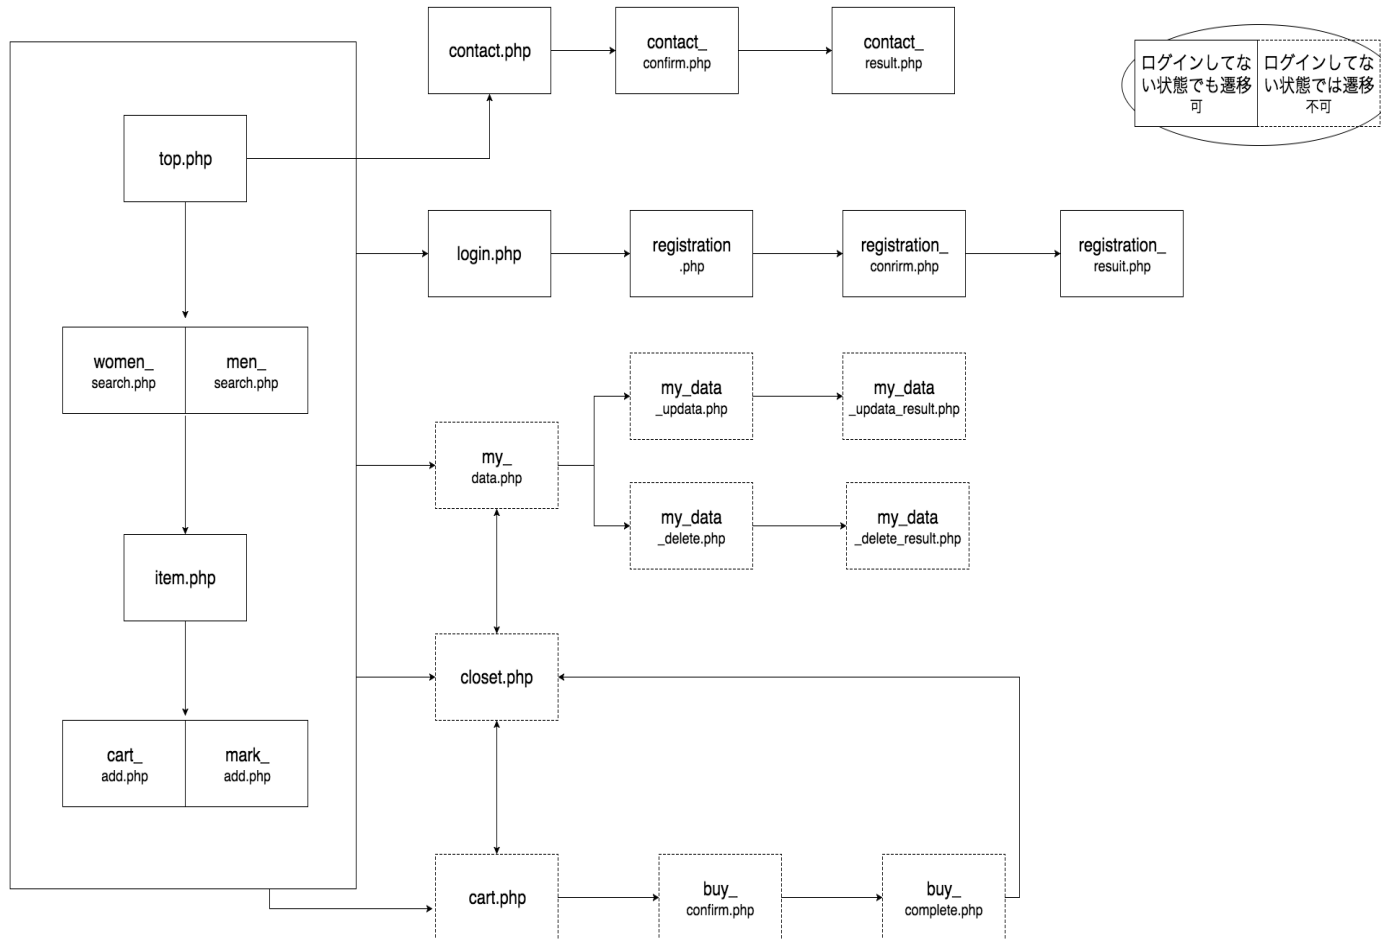 contact.php
contact_
confirm.php
contact_
result.php
ログインしてな
い状態でも遷移
可
ログインしてな
い状態では遷移
不可
top.php
login.php
registration
.php
registration_
conrirm.php
registration_
resuit.php
women_
search.php
men_
search.php
my_data
_updata.php
my_data
_updata_result.php
my_
data.php
my_data
_delete.php
my_data
_delete_result.php
item.php
closet.php
cart_
add.php
mark_
add.php
cart.php
buy_
confirm.php
buy_
complete.php